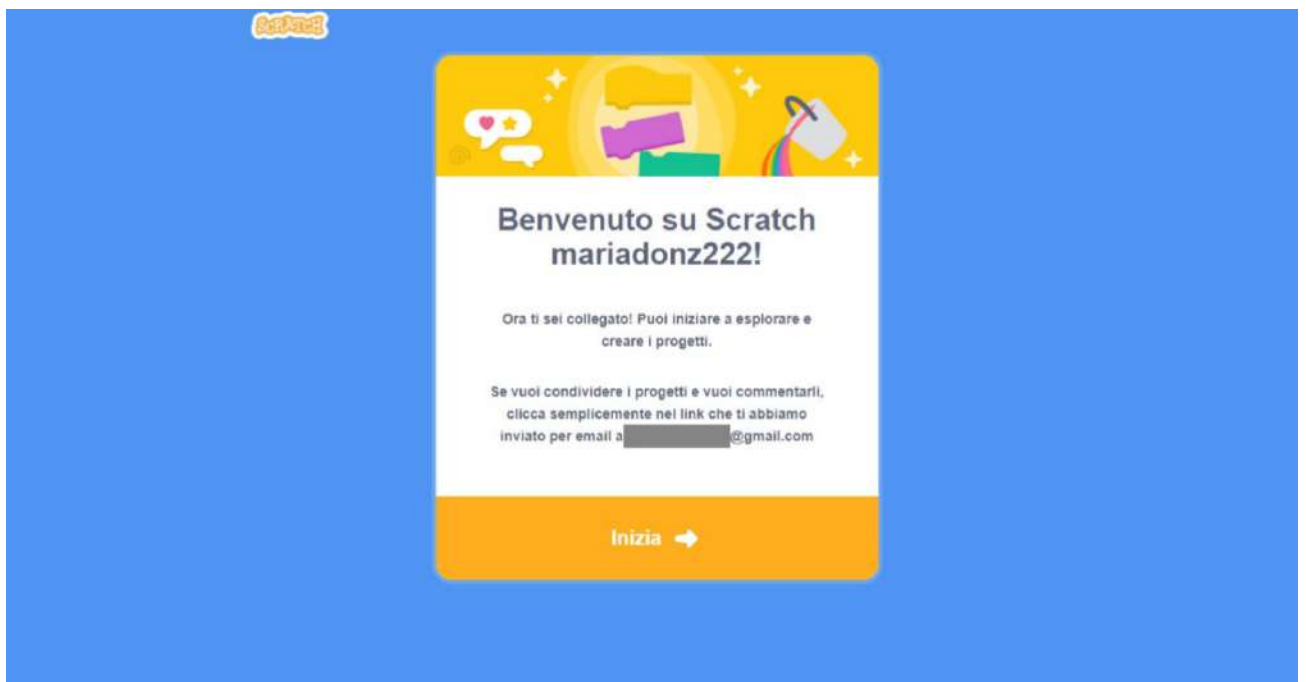 SCRATCH
Benvenuto su Scratch
mariadonz222!
Ora ti sei collegato! Puoi iniziare a esplorare e
creare i progetti.
Se vuoi condividere i progetti e vuoi commentarli,
clicca semplicemente nel link che ti abbiamo
inviato per email a @gmail.com
Inizia